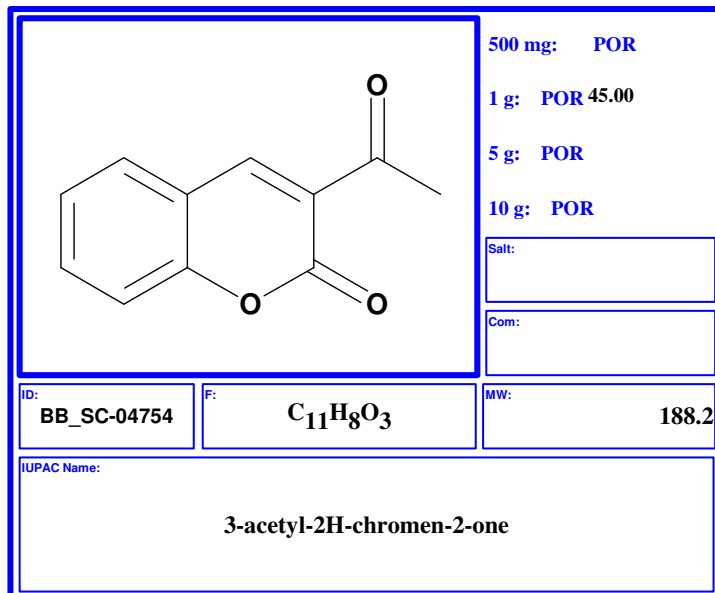 500 mg: POR
1 g: POR 45.00
5 g: POR
10 g: POR
O
O
O
Salt:
Com:
ID:
BB_SC-04754
F:
C11H8O3
MW:
188.2
IUPAC Name:
3-acetyl-2H-chromen-2-one